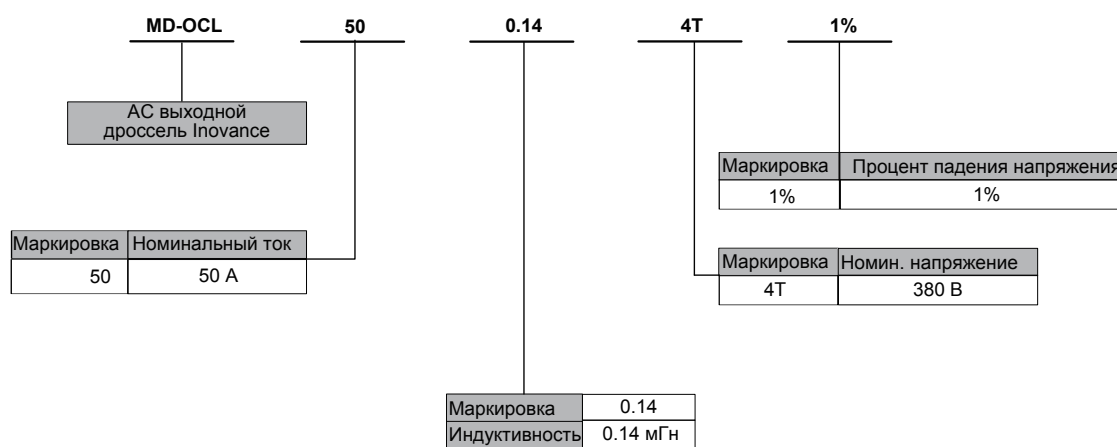 MD-OCL 50 0.14 4T 1%
АС выходной
дроссель Inovance
Маркировка Процент падения напряжения
1% 1%
Маркировка Номинальный ток
50 50 А
Маркировка Номин. напряжение
4T 380 В
Маркировка 0.14
Индуктивность 0.14 мГн